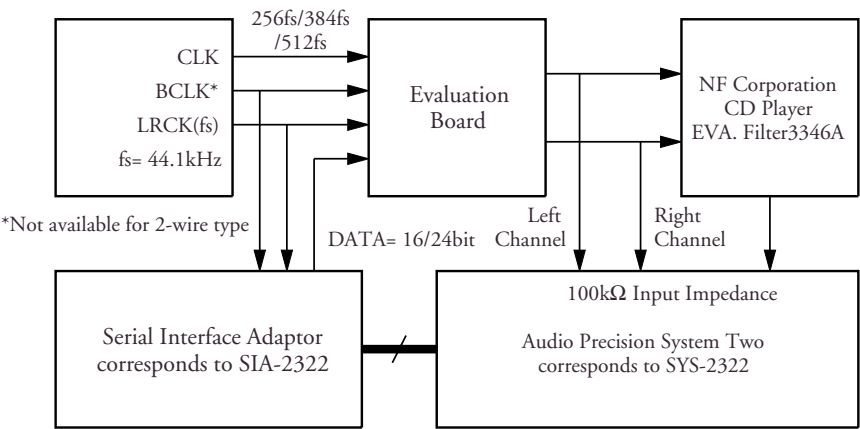 256fs/384fs
/512fs
CLK
BCLK*
LRCK(fs)
fs= 44.1kHz
Evaluation
Board
NF Corporation
CD Player
EVA. Filter3346A
*Not available for 2-wire type
DATA= 16/24bit
Left
Channel
Right
Channel
Serial Interface Adaptor
corresponds to SIA-2322
100kΩ Input Impedance
Audio Precision System Two
corresponds to SYS-2322